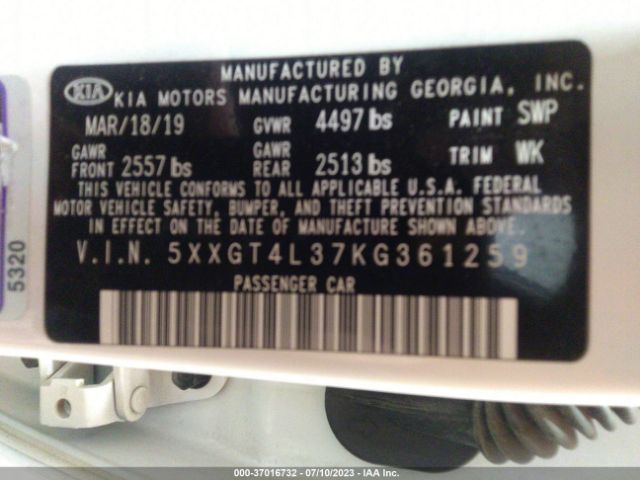 MANUFACTURED BY
KIA KIA MOTORS MANUFACTURING GEORGIA, INC.
MAR/18/19 GVWR 4497 lbs PAINT SWP
GAWR FRONT 2557 lbs GAWR REAR 2513 lbs TRIM WK
THIS VEHICLE CONFORMS TO ALL APPLICABLE U.S.A. FEDERAL
MOTOR VEHICLE SAFETY, BUMPER, AND THEFT PREVENTION STANDARDS
IN EFFECT ON THE DATE OF MANUFACTURE SHOWN ABOVE.
V.I.N. 5XXGT4L37KG361259
PASSENGER CAR
5320
000-37016732 - 07/10/2023 - IAA Inc.